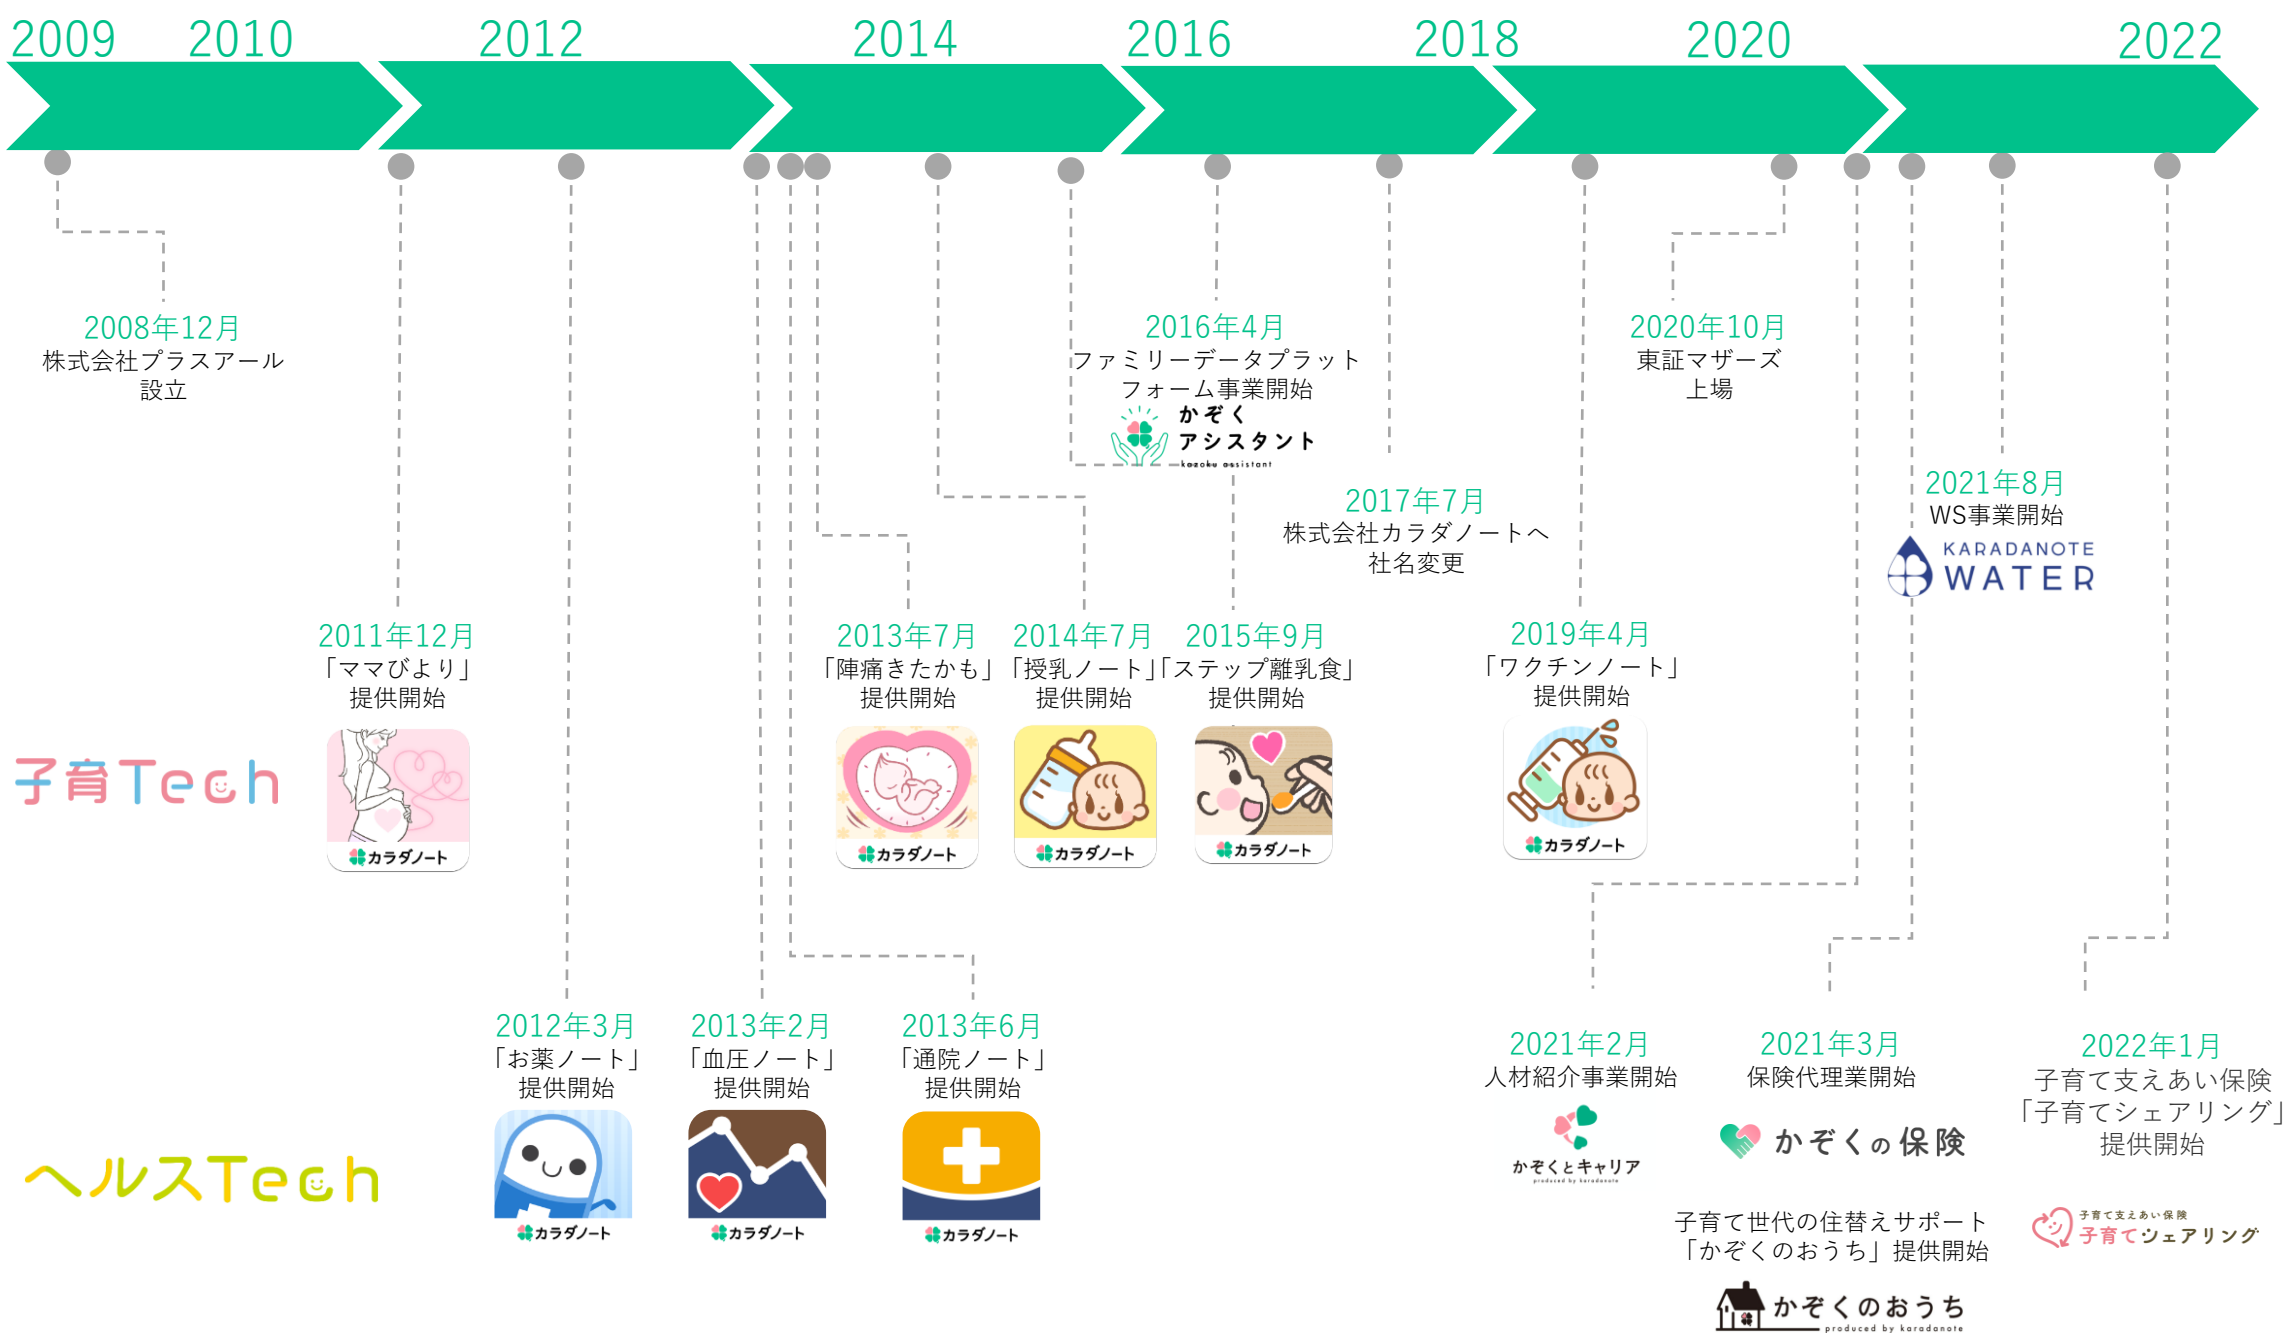 2009
2010
2012
2014
2016
2018
2020
2022
2008年12月
株式会社プラスアール
設立
2016年4月
ファミリーデータプラット
フォーム事業開始
かぞく
アシスタント
kazoku assistant
2020年10月
東証マザーズ
上場
2017年7月
株式会社カラダノートへ
社名変更
2021年8月
WS事業開始
KARADANOTE
WATER
子育Tech
2011年12月
「ママびより」
提供開始
カラダノート
2013年7月
「陣痛きたかも」
提供開始
カラダノート
2014年7月
「授乳ノート」
提供開始
カラダノート
2015年9月
「ステップ離乳食」
提供開始
カラダノート
2019年4月
「ワクチンノート」
提供開始
カラダノート
ヘルスTech
2012年3月
「お薬ノート」
提供開始
カラダノート
2013年2月
「血圧ノート」
提供開始
カラダノート
2013年6月
「通院ノート」
提供開始
カラダノート
2021年2月
人材紹介事業開始
かぞくとキャリア
produced by karadanote
2021年3月
保険代理業開始
かぞくの保険
子育て世代の住替えサポート
「かぞくのおうち」提供開始
かぞくのおうち
produced by karadanote
2022年1月
子育て支えあい保険
「子育てシェアリング」
提供開始
子育て支えあい保険
子育てシェアリング